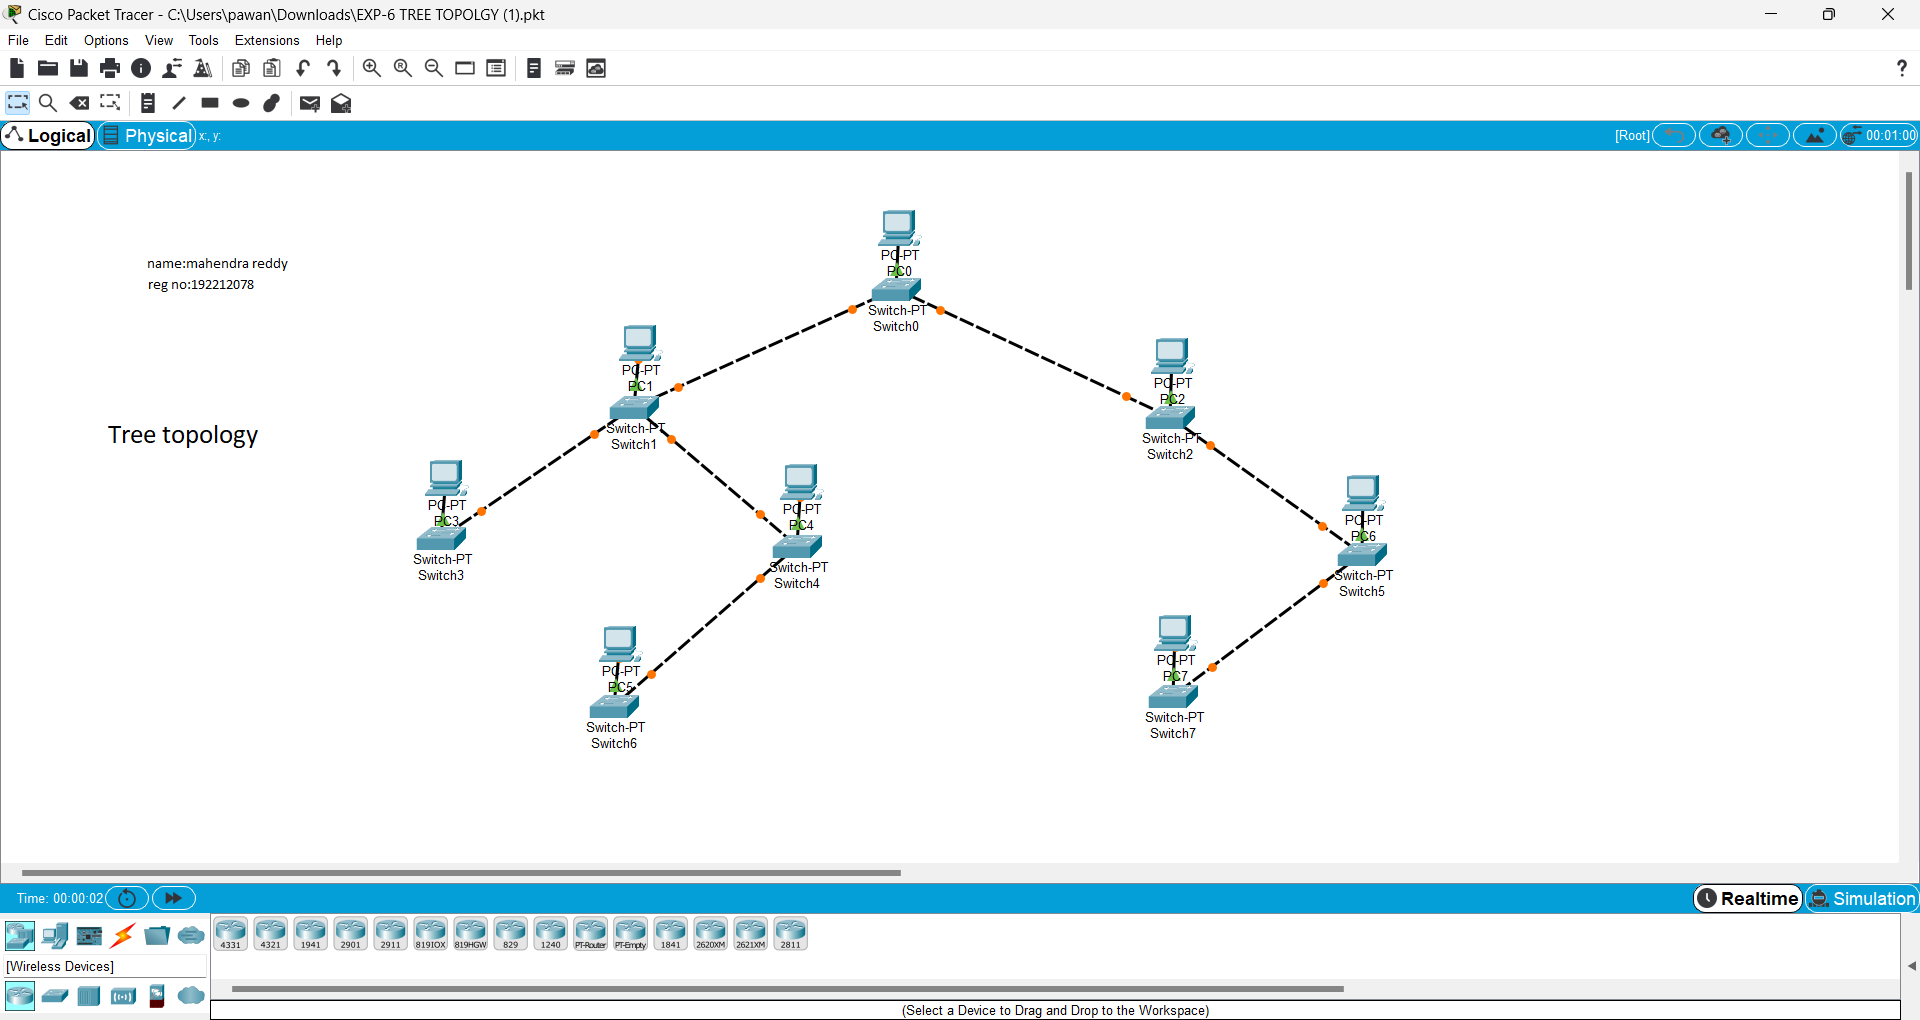 Cisco Packet Tracer - C:\Users\pawan\Downloads\EXP-6 TREE TOPOLGY (1).pkt
File Edit Options View Tools Extensions Help
Logical Physical x:, y: [Root] 00:01:00
name:mahendra reddy
reg no:192212078
Tree topology
PC-PT
PC0
Switch-PT
Switch0
PC-PT
PC1
Switch-PT
Switch1
PC-PT
PC2
Switch-PT
Switch2
PC-PT
PC3
Switch-PT
Switch3
PC-PT
PC4
Switch-PT
Switch4
PC-PT
PC6
Switch-PT
Switch5
PC-PT
PC5
Switch-PT
Switch6
PC-PT
PC7
Switch-PT
Switch7
Time: 00:00:02 Realtime Simulation
4331 4321 1941 2901 2911 819IOX 819HGW 829 1240 PT-Router PT-Empty 1841 2620XM 2621XM 2811
[Wireless Devices]
(Select a Device to Drag and Drop to the Workspace)